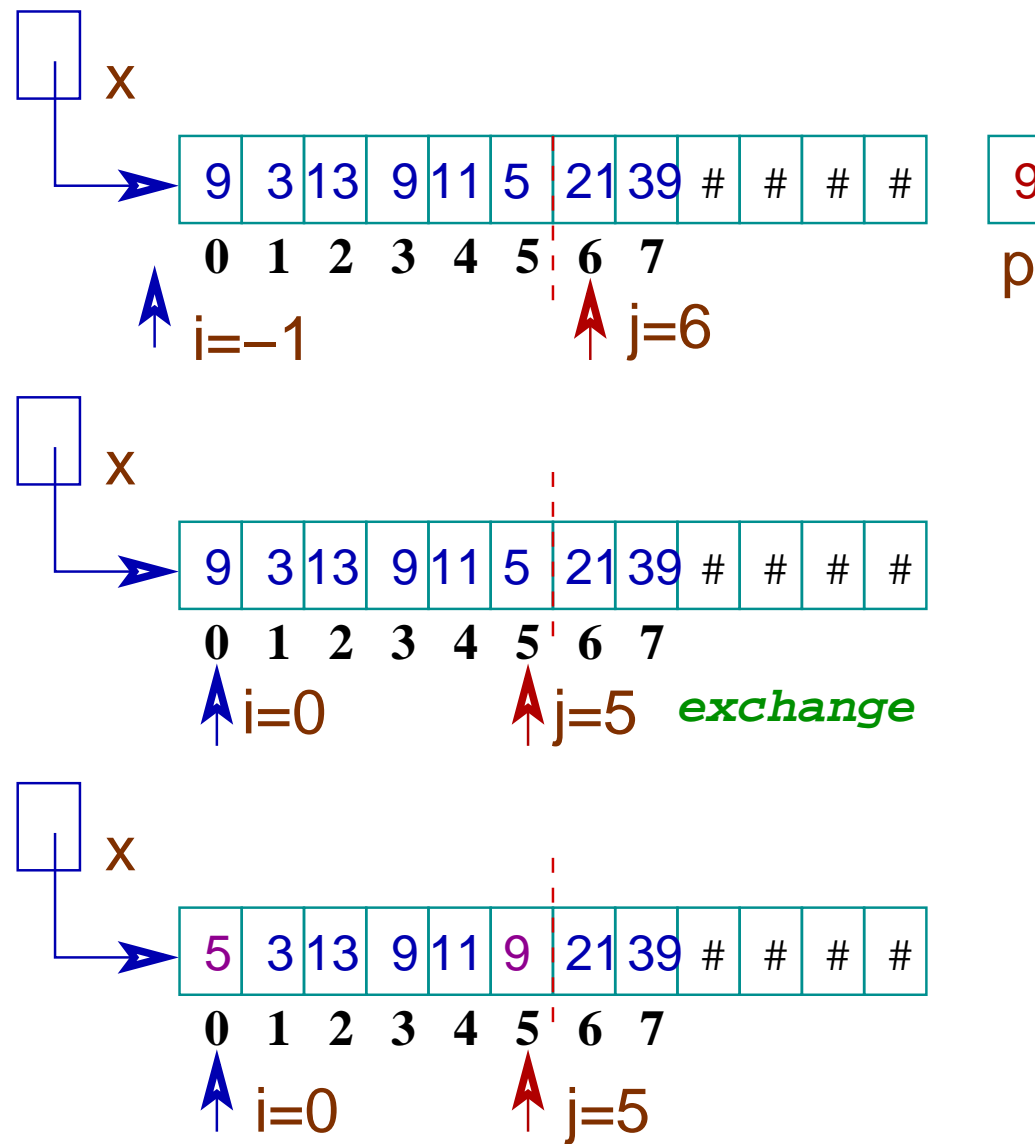 x
9 3 13 9 11 5 21 39 # # # # 9
0 1 2 3 4 5 6 7 p
i=−1 j=6
x
9 3 13 9 11 5 21 39 # # # #
0 1 2 3 4 5 6 7
i=0 j=5 exchange
x
5 3 13 9 11 9 21 39 # # # #
0 1 2 3 4 5 6 7
i=0 j=5